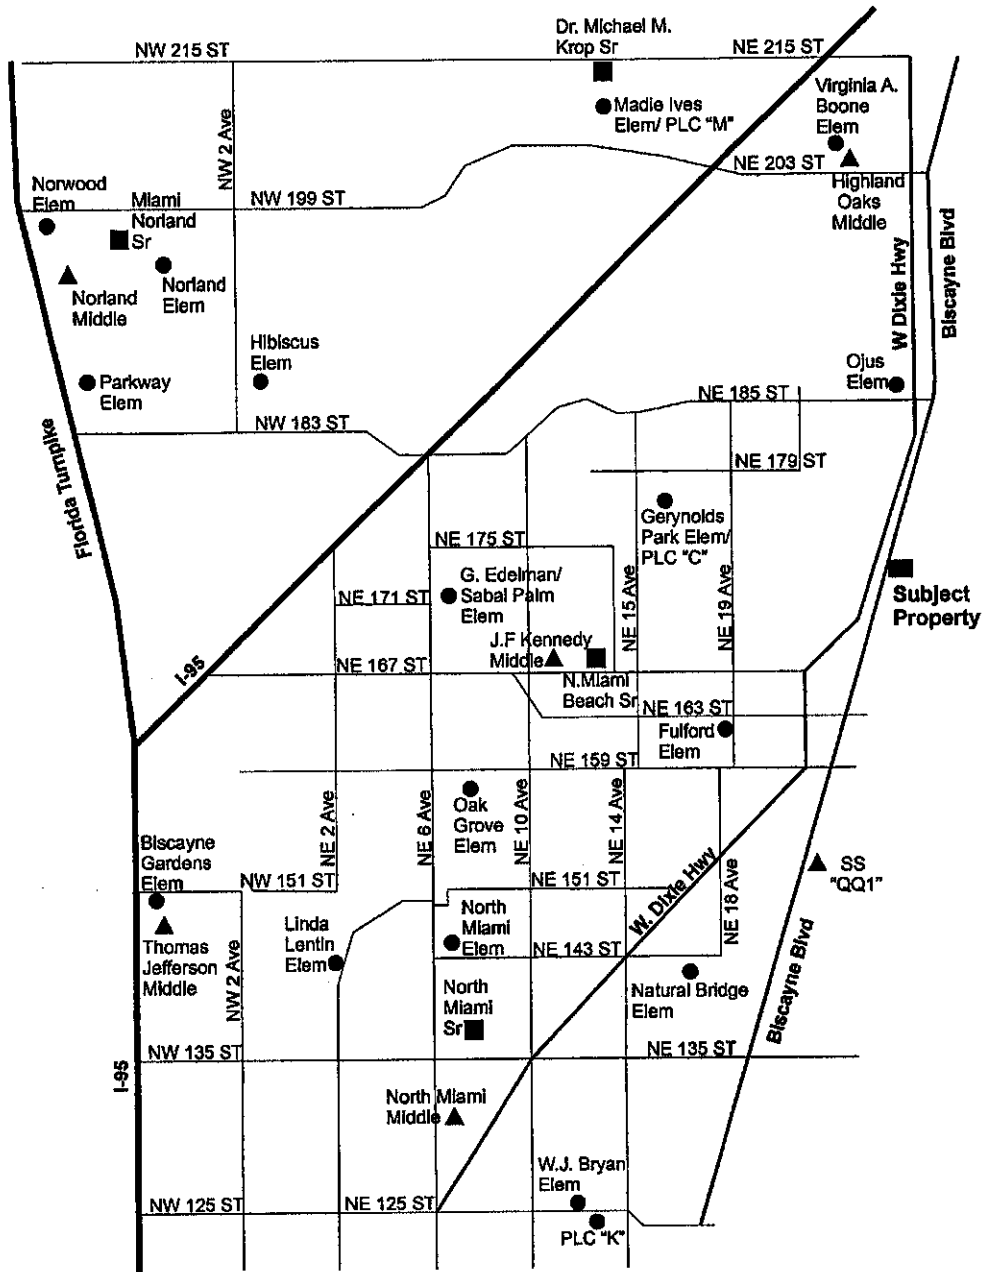 Dr. Michael M.
Krop Sr
NW 215 ST
NE 215 ST
Virginia A.
Boone
Elem
Madie Ives
Elem/ PLC "M"
NW 2 Ave
NE 203 ST
Highland
Oaks
Middle
Norwood
Elem
Miami
Norland
Sr
NW 199 ST
Norland
Elem
Norland
Middle
W Dixie Hwy
Biscayne Blvd
Hibiscus
Elem
Parkway
Elem
Ojus
Elem
NE 185 ST
NW 183 ST
NE 179 ST
Florida Turnpike
Gerynolds
Park Elem/
PLC "C"
NE 175 ST
G. Edelman/
Sabal Palm
Elem
NE 171 ST
NE 15 Ave
NE 19 Ave
Subject
Property
J.F Kennedy
Middle
NE 167 ST
I-95
N.Miami
Beach Sr
NE 163 ST
Fulford
Elem
NE 159 ST
NE 2 Ave
NE 6 Ave
Oak
Grove
Elem
NE 10 Ave
NE 14 Ave
Biscayne
Gardens
Elem
NW 151 ST
NE 151 ST
W. Dixie Hwy
NE 18 Ave
SS
"QQ1"
Linda
Lentin
Elem
North
Miami
Elem
NE 143 ST
Thomas
Jefferson
Middle
NW 2 Ave
North
Miami
Sr
Natural Bridge
Elem
Biscayne Blvd
NW 135 ST
NE 135 ST
I-95
North Miami
Middle
W.J. Bryan
Elem
NW 125 ST
NE 125 ST
PLC "K"